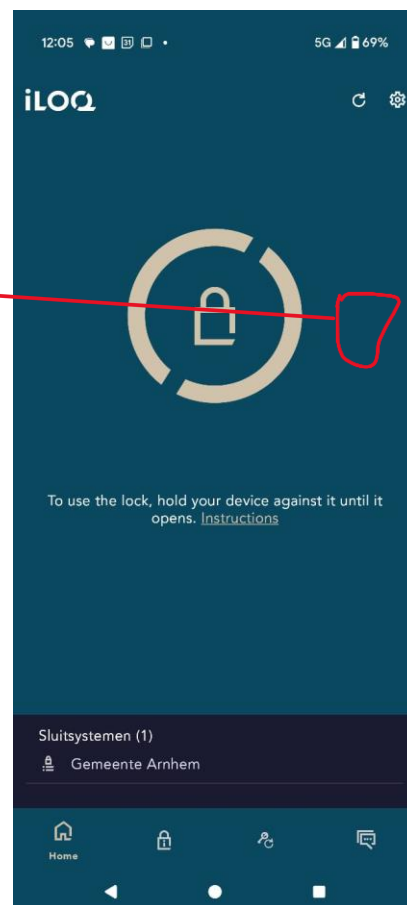 12:05
31
5G 69%
iLOQ
To use the lock, hold your device against it until it
opens. Instructions
Sluitsystemen (1)
Gemeente Arnhem
Home